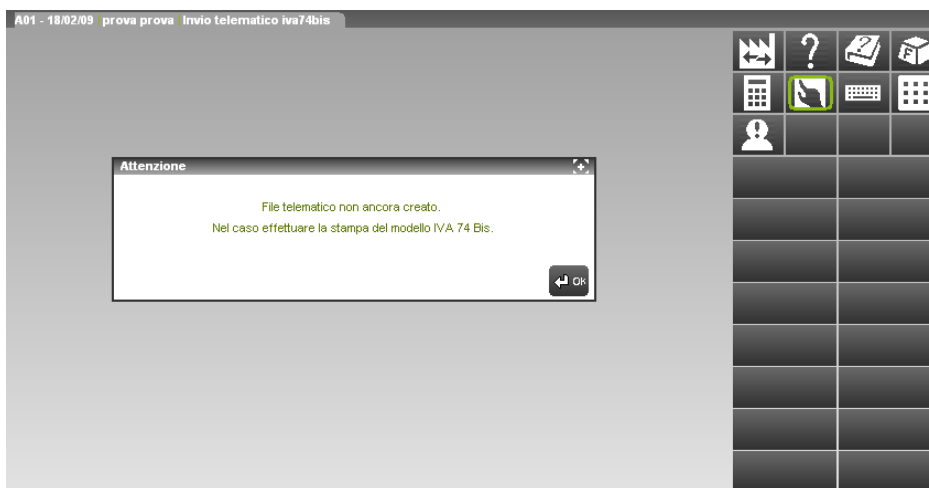 A01 - 18/02/09 prova prova Invio telematico iva74bis
Attenzione
File telematico non ancora creato.
Nel caso effettuare la stampa del modello IVA 74 Bis.
Ok